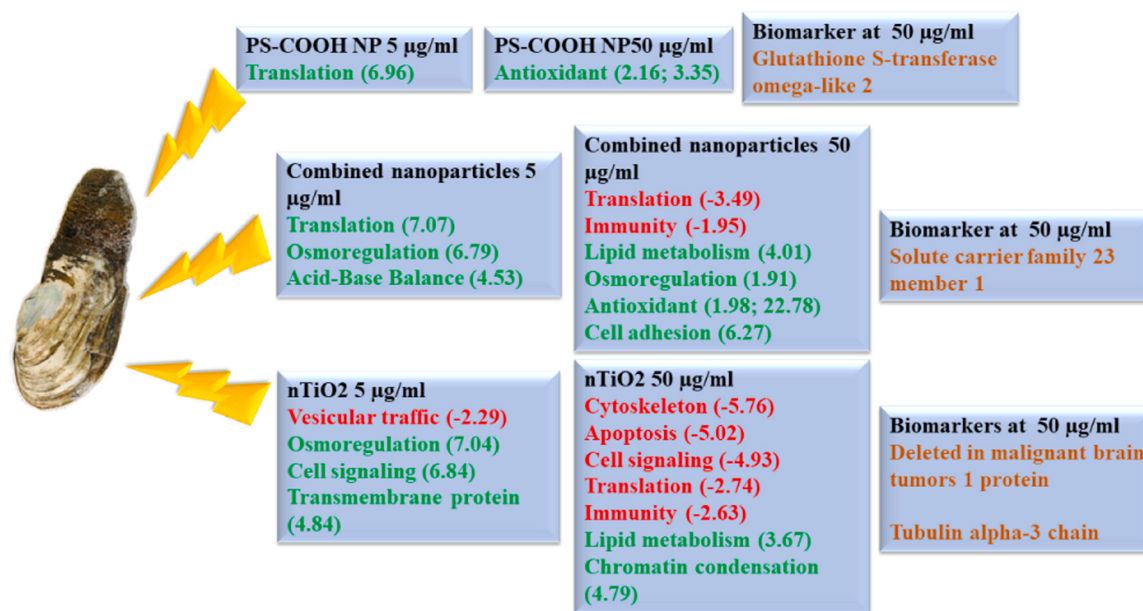 PS-COOH NP 5 µg/ml
Translation (6.96)
PS-COOH NP50 µg/ml
Antioxidant (2.16; 3.35)
Biomarker at 50 µg/ml
Glutathione S-transferase
omega-like 2
Combined nanoparticles 5
µg/ml
Translation (7.07)
Osmoregulation (6.79)
Acid-Base Balance (4.53)
Combined nanoparticles 50
µg/ml
Translation (-3.49)
Immunity (-1.95)
Lipid metabolism (4.01)
Osmoregulation (1.91)
Antioxidant (1.98; 22.78)
Cell adhesion (6.27)
Biomarker at 50 µg/ml
Solute carrier family 23
member 1
nTiO2 5 µg/ml
Vesicular traffic (-2.29)
Osmoregulation (7.04)
Cell signaling (6.84)
Transmembrane protein
(4.84)
nTiO2 50 µg/ml
Cytoskeleton (-5.76)
Apoptosis (-5.02)
Cell signaling (-4.93)
Translation (-2.74)
Immunity (-2.63)
Lipid metabolism (3.67)
Chromatin condensation
(4.79)
Biomarkers at 50 µg/ml
Deleted in malignant brain
tumors 1 protein
Tubulin alpha-3 chain